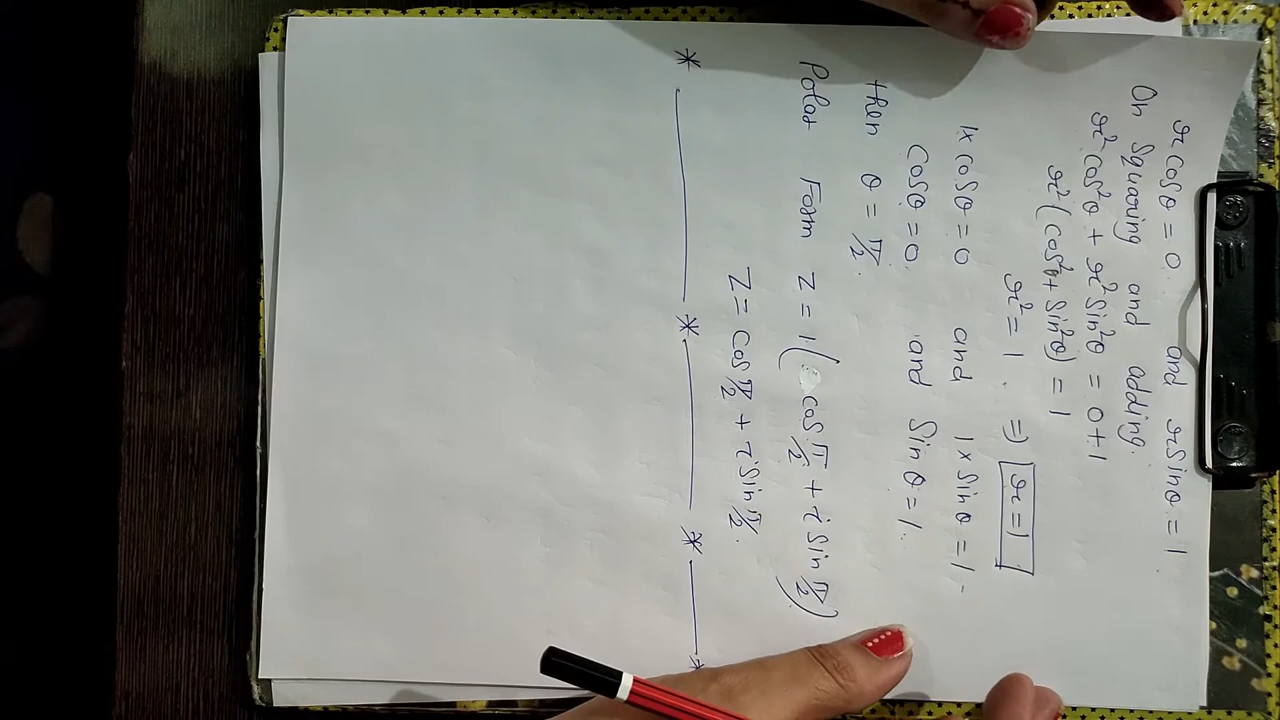 r cosθ = 0. and r sinθ = 1
On Squaring and adding.
r² cos²θ + r² sin²θ = 0+1
r² (cos²θ + sin²θ) = 1
r² = 1. ⇒ r=1
1×cosθ = 0 and 1×sinθ = 1.
cosθ = 0. and Sinθ = 1.
then θ = π/2.
Polar Form Z = 1.( cos π/2 + i sin π/2.)
Z = cos π/2 + i sin π/2.
* ——— * ——— * ——— *